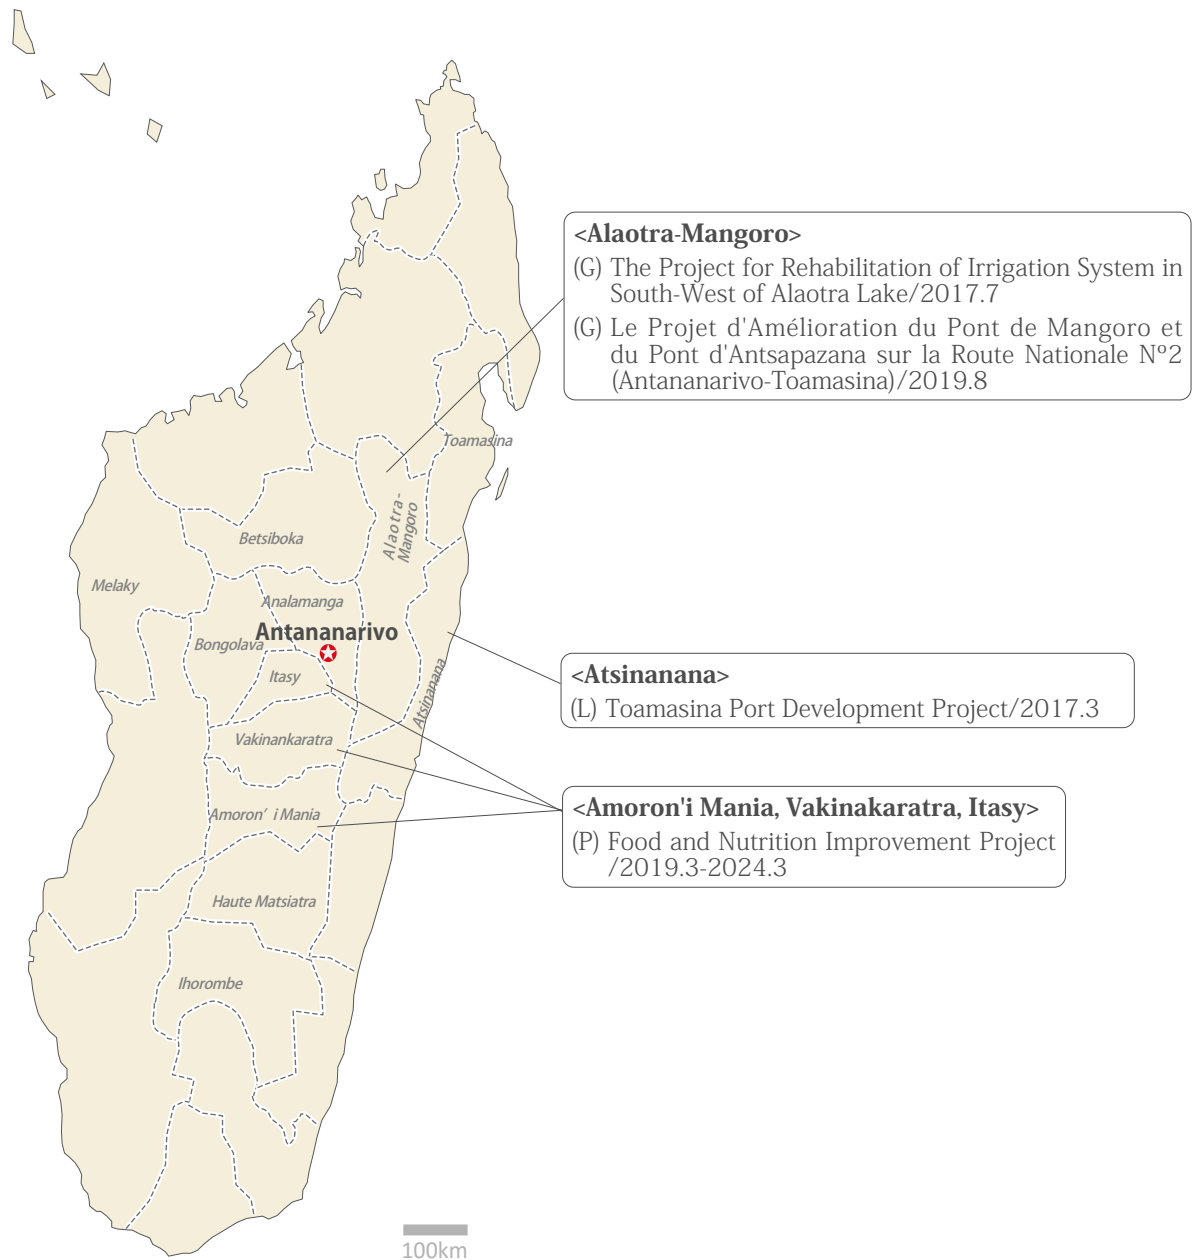 <Alaotra-Mangoro>
(G) The Project for Rehabilitation of Irrigation System in
South-West of Alaotra Lake/2017.7
(G) Le Projet d'Amélioration du Pont de Mangoro et
du Pont d'Antsapazana sur la Route Nationale Nº2
(Antananarivo-Toamasina)/2019.8
Toamasina
Alaotra-
Mangoro
Betsiboka
Melaky
Analamanga
Antananarivo
Bongolava
Itasy
Atsinanana
<Atsinanana>
(L) Toamasina Port Development Project/2017.3
Vakinankaratra
<Amoron'i Mania, Vakinakaratra, Itasy>
(P) Food and Nutrition Improvement Project
/2019.3-2024.3
Amoron’ i Mania
Haute Matsiatra
Ihorombe
100km